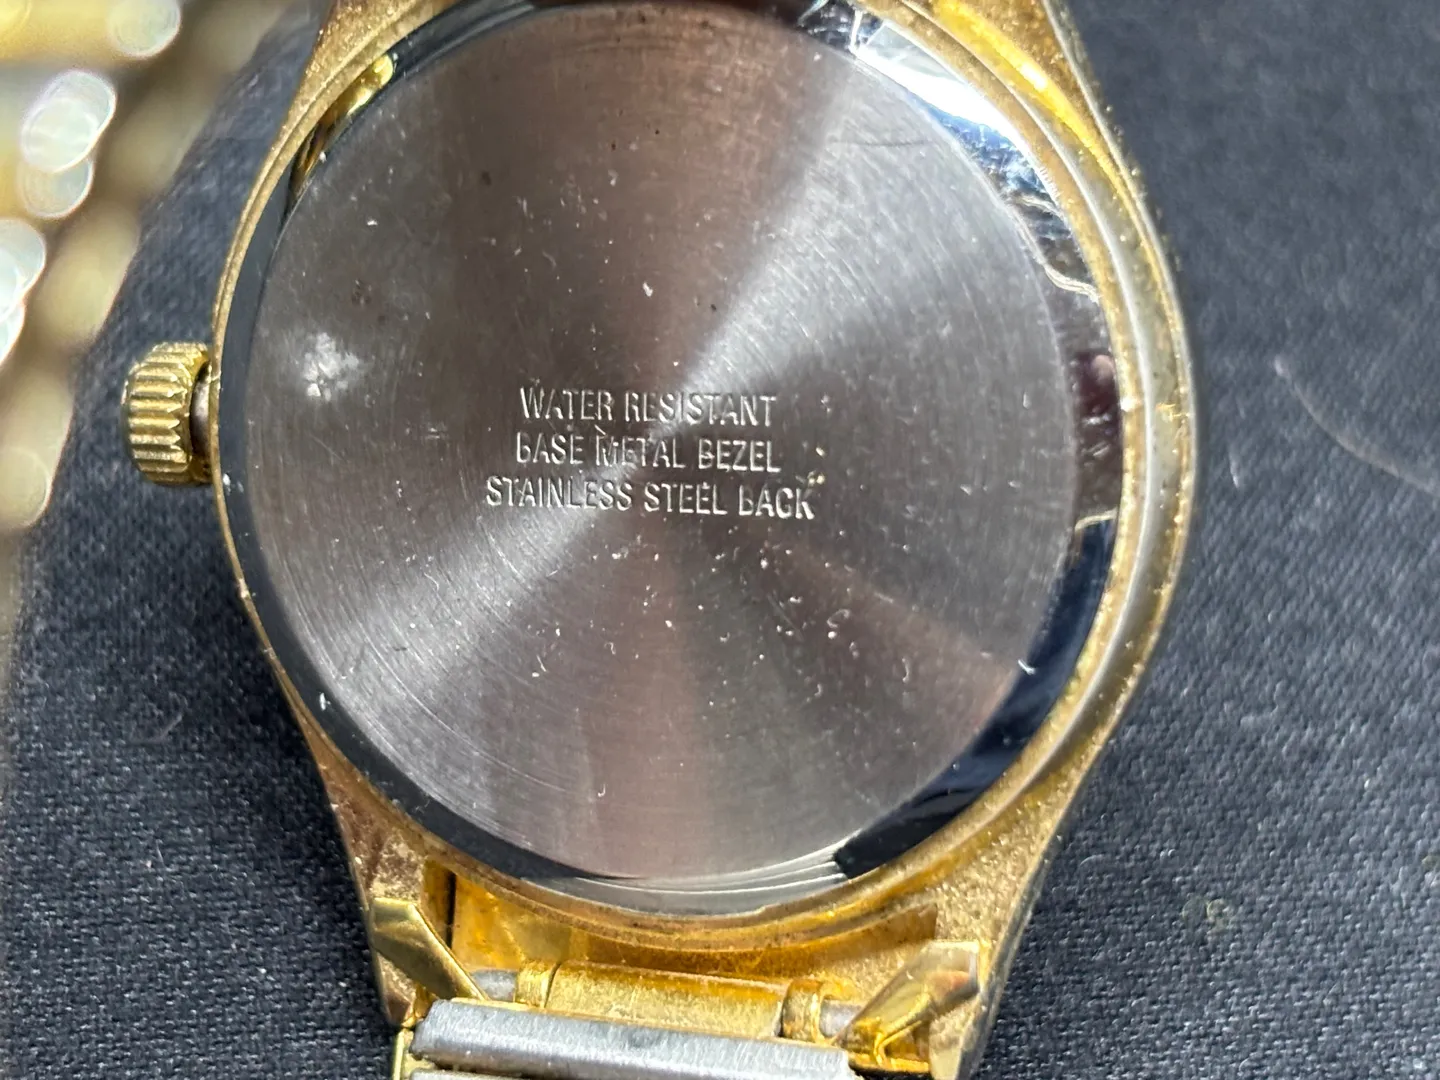 WATER RESISTANT
BASE METAL BEZEL
STAINLESS STEEL BACK